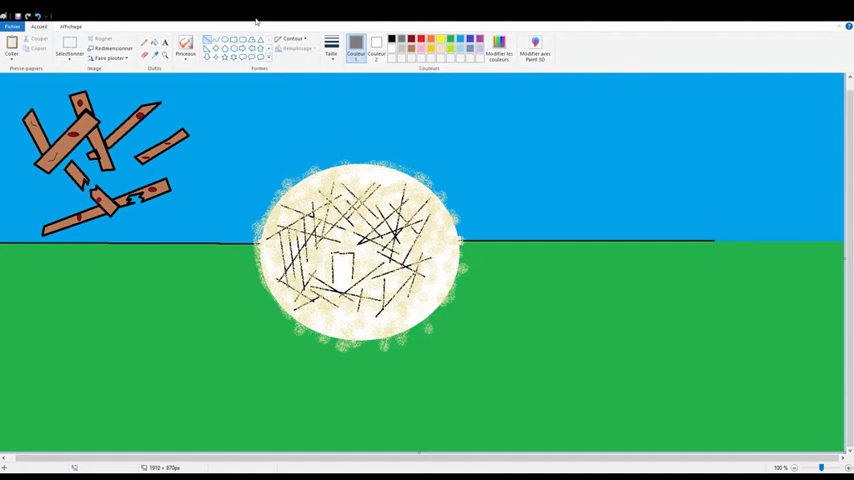 Fichier Accueil Affichage
Coller
Couper
Copier
Presse-papiers
Sélectionner
Rogner
Redimensionner
Faire pivoter
Image
Outils
Pinceaux
Contour
Remplissage
Formes
Taille
Couleur 1
Couleur 2
Couleurs
Modifier les couleurs
Modifier avec Paint 3D
1910 × 870px
100 %